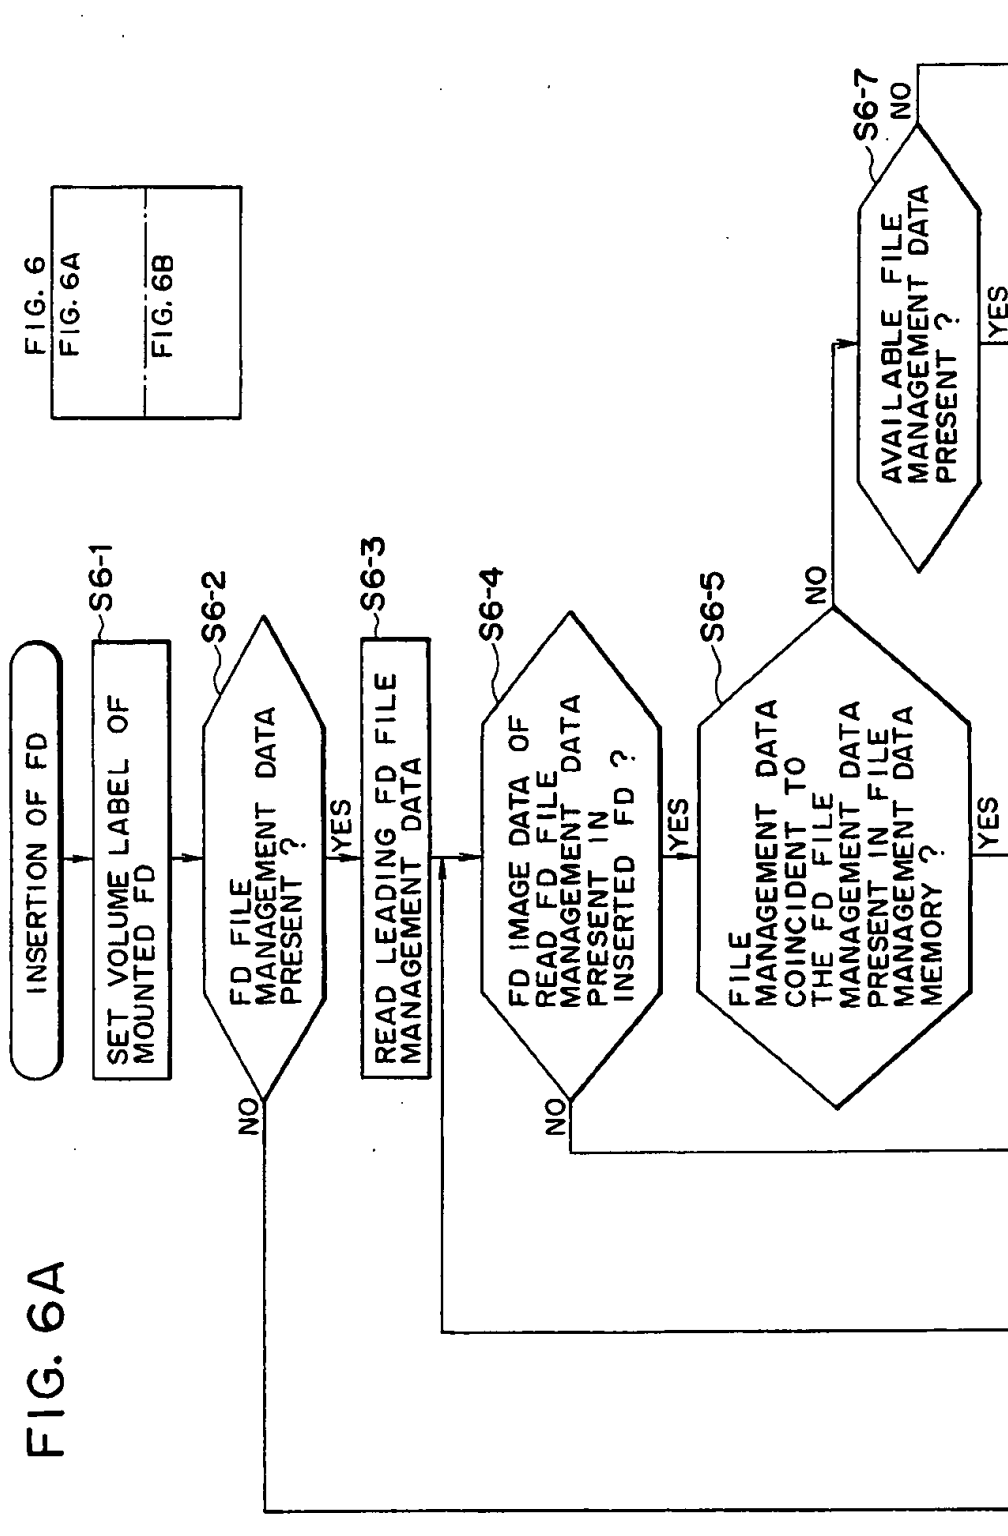 FIG. 6A
FIG. 6
FIG. 6A
FIG. 6B
INSERTION OF FD
S6-1
SET VOLUME LABEL OF
MOUNTED FD
S6-2
FD FILE
MANAGEMENT DATA
PRESENT ?
NO
YES
S6-3
READ LEADING FD FILE
MANAGEMENT DATA
S6-4
FD IMAGE DATA OF
READ FD FILE
MANAGEMENT DATA
PRESENT IN
INSERTED FD ?
NO
YES
S6-5
FILE
MANAGEMENT DATA
COINCIDENT TO
THE FD FILE
MANAGEMENT DATA
PRESENT IN FILE
MANAGEMENT DATA
MEMORY ?
NO
YES
S6-7
AVAILABLE FILE
MANAGEMENT DATA
PRESENT ?
NO
YES